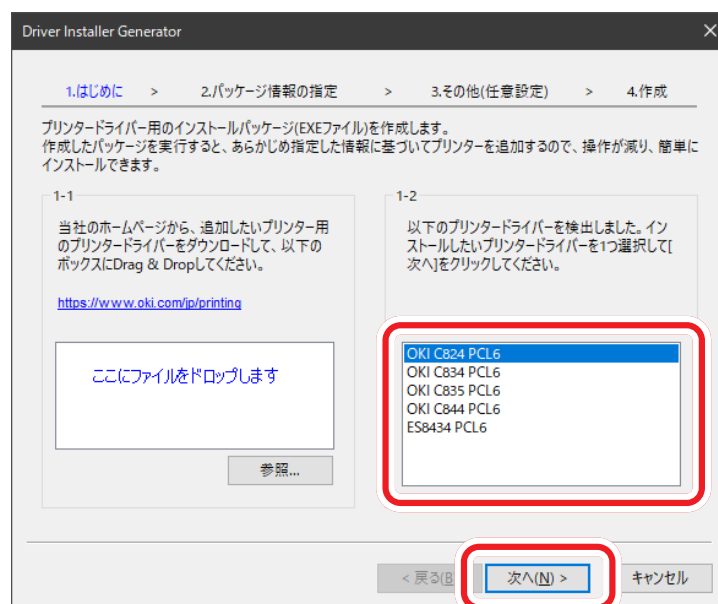 Driver Installer Generator
1.はじめに > 2.パッケージ情報の指定 > 3.その他(任意設定) > 4.作成
プリンタードライバー用のインストールパッケージ(EXEファイル)を作成します。
作成したパッケージを実行すると、あらかじめ指定した情報に基づいてプリンターを追加するので、操作が減り、簡単に
インストールできます。
1-1
当社のホームページから、追加したいプリンター用
のプリンタードライバーをダウンロードして、以下の
ボックスにDrag & Dropしてください。
https://www.oki.com/jp/printing
ここにファイルをドロップします
参照...
1-2
以下のプリンタードライバーを検出しました。イン
ストールしたいプリンタードライバーを1つ選択して[
次へ]をクリックしてください。
OKI C824 PCL6
OKI C834 PCL6
OKI C835 PCL6
OKI C844 PCL6
ES8434 PCL6
< 戻る(B
次へ(N) >
キャンセル